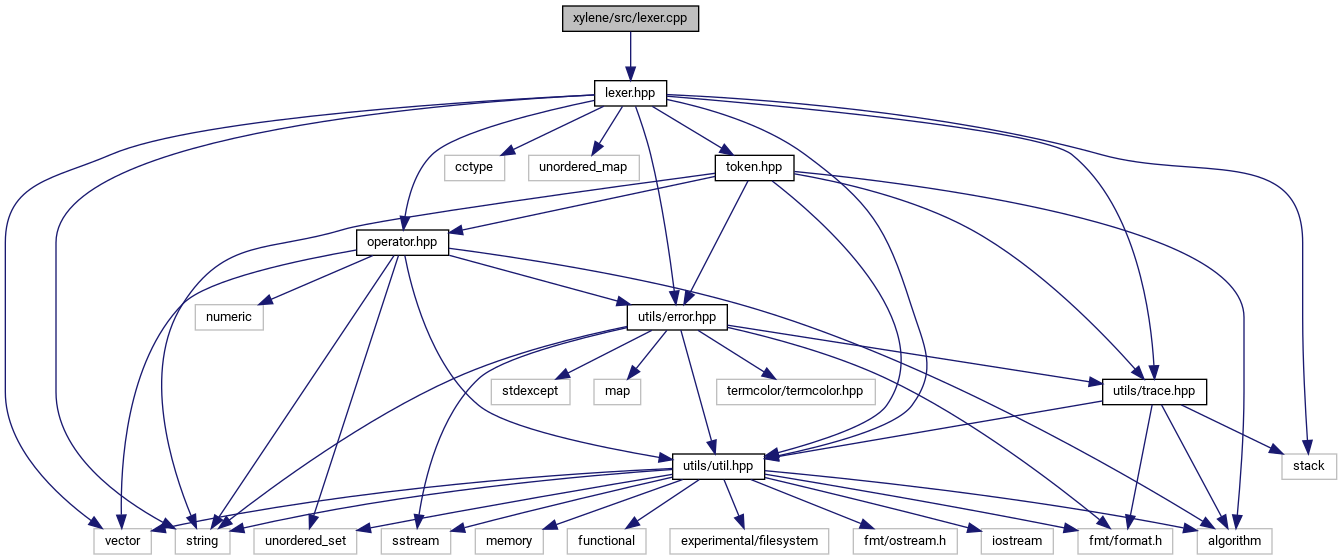 xylene/src/lexer.cpp
lexer.hpp
cctype
unordered_map
token.hpp
operator.hpp
numeric
utils/error.hpp
stdexcept
map
termcolor/termcolor.hpp
utils/trace.hpp
utils/util.hpp
stack
vector
string
unordered_set
sstream
memory
functional
experimental/filesystem
fmt/ostream.h
iostream
fmt/format.h
algorithm